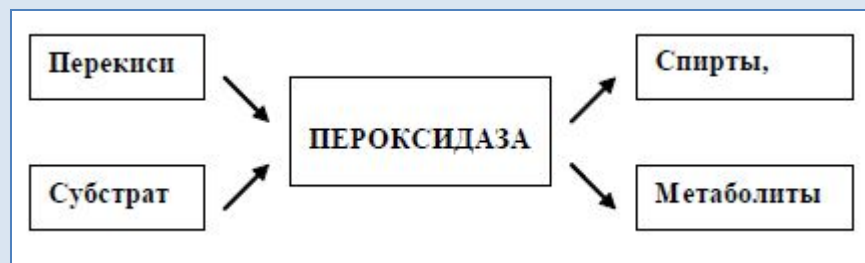 Перекиси
Субстрат
ПЕРОКСИДАЗА
Спирты,
Метаболиты